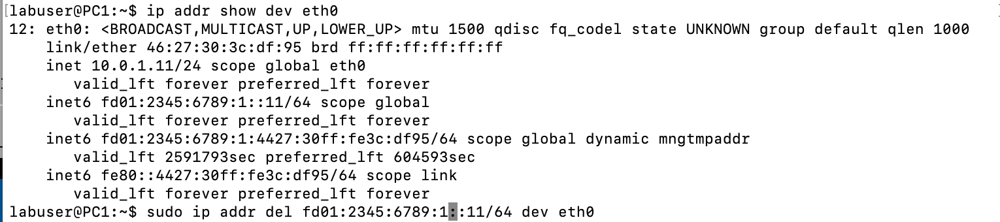 labuser@PC1:~$ ip addr show dev eth0
12: eth0: <BROADCAST,MULTICAST,UP,LOWER_UP> mtu 1500 qdisc fq_codel state UNKNOWN group default qlen 1000
    link/ether 46:27:30:3c:df:95 brd ff:ff:ff:ff:ff:ff
    inet 10.0.1.11/24 scope global eth0
       valid_lft forever preferred_lft forever
    inet6 fd01:2345:6789:1::11/64 scope global
       valid_lft forever preferred_lft forever
    inet6 fd01:2345:6789:1:4427:30ff:fe3c:df95/64 scope global dynamic mngtmpaddr
       valid_lft 2591793sec preferred_lft 604593sec
    inet6 fe80::4427:30ff:fe3c:df95/64 scope link
       valid_lft forever preferred_lft forever
labuser@PC1:~$ sudo ip addr del fd01:2345:6789:1::11/64 dev eth0